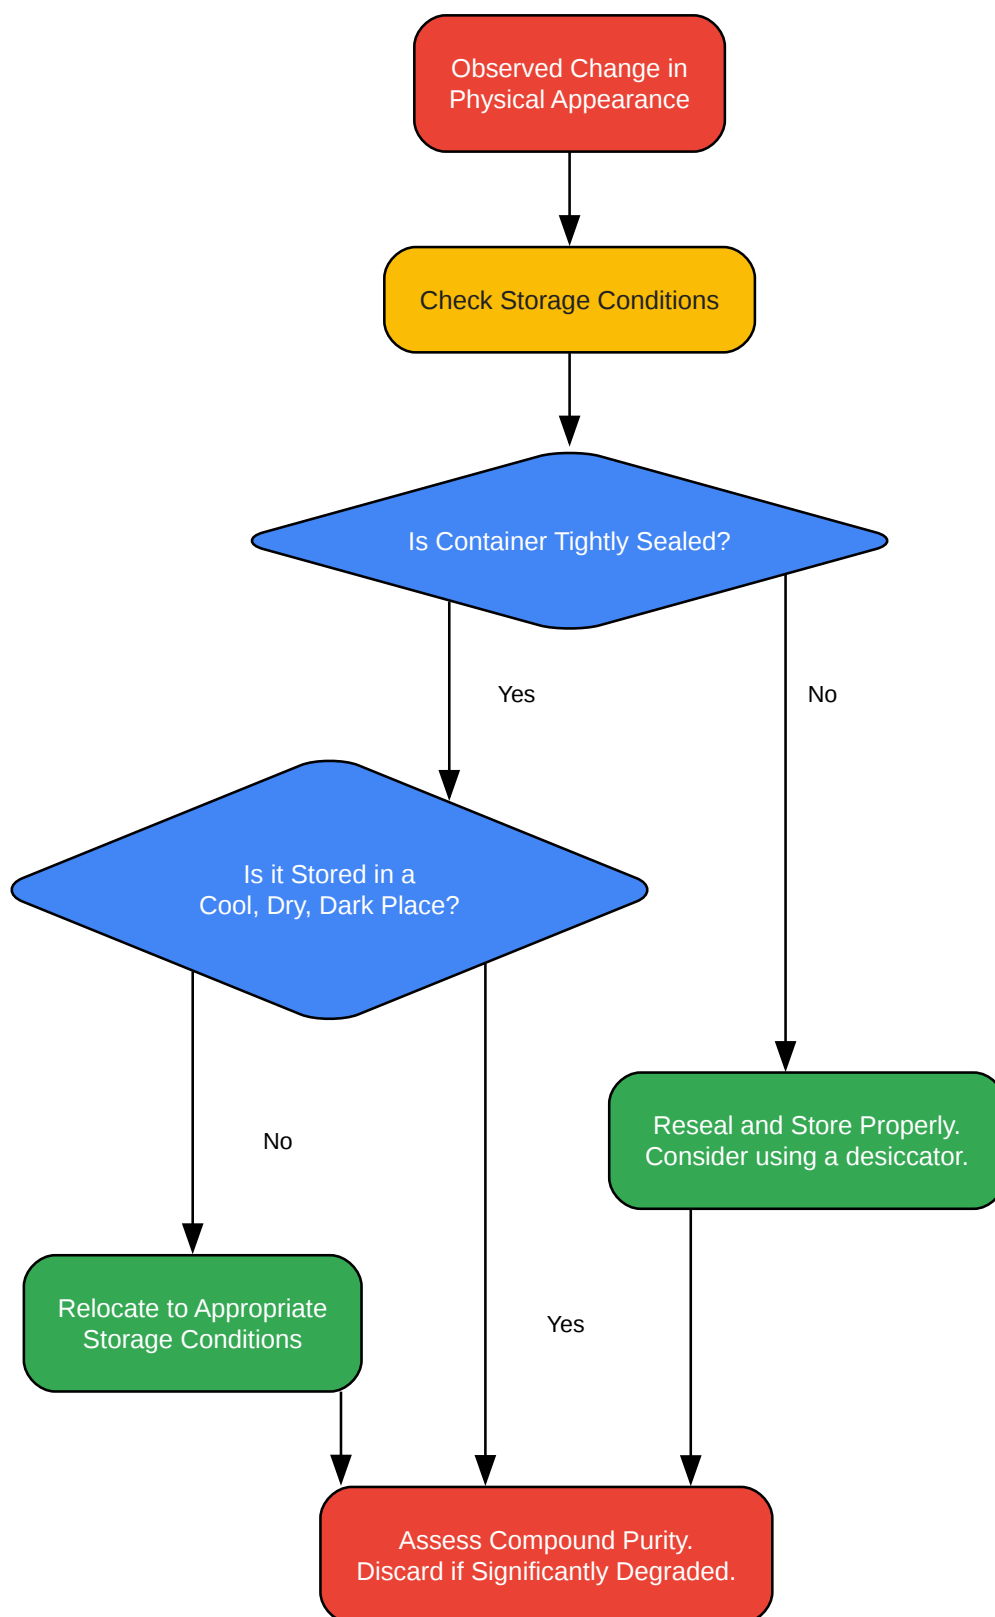 Observed Change in
Physical Appearance
Check Storage Conditions
Is Container Tightly Sealed?
Yes
No
Is it Stored in a
Cool, Dry, Dark Place?
Reseal and Store Properly.
Consider using a desiccator.
No
Relocate to Appropriate
Storage Conditions
Yes
Assess Compound Purity.
Discard if Significantly Degraded.